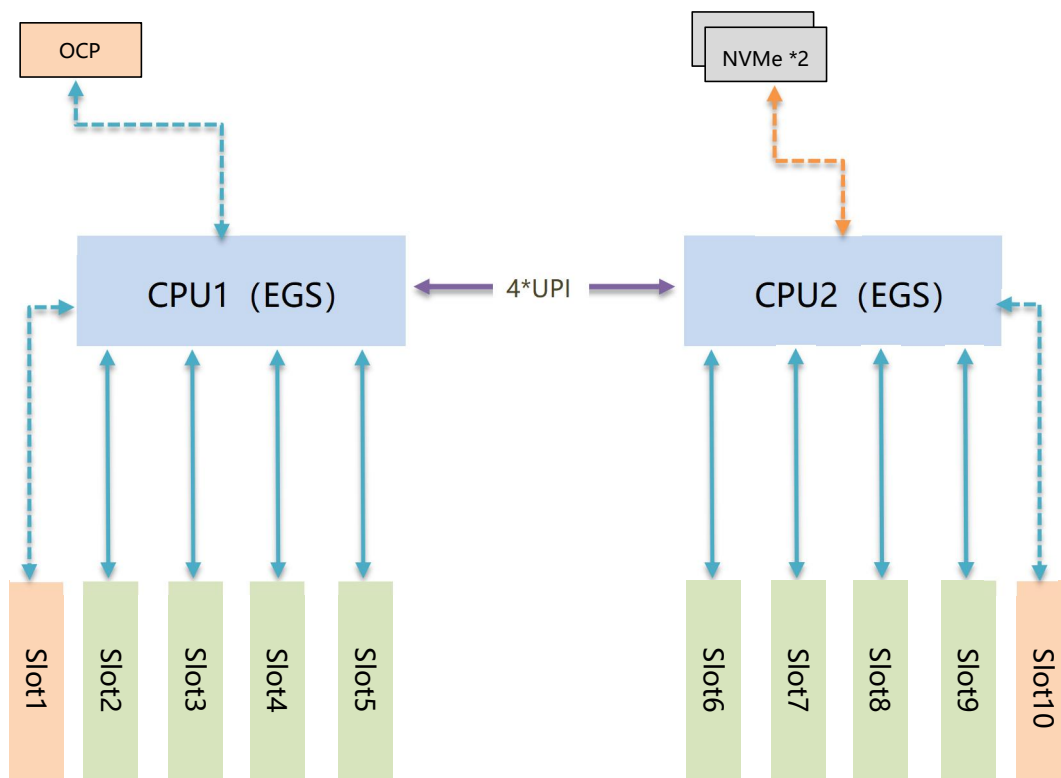 OCP
NVMe *2
CPU1（EGS）
4*UPI
CPU2（EGS）
Slot1
Slot2
Slot3
Slot4
Slot5
Slot6
Slot7
Slot8
Slot9
Slot10